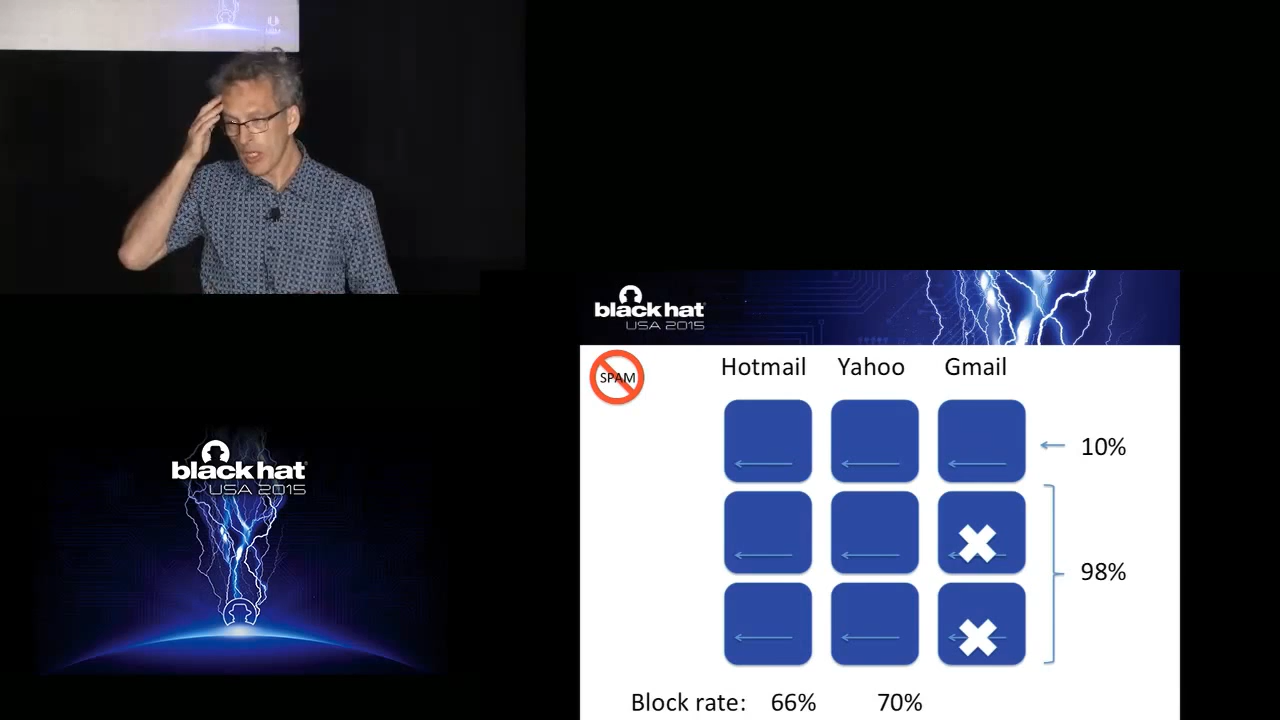 black hat
USA 2015
SPAM
Hotmail Yahoo Gmail
10%
98%
Block rate: 66% 70%
black hat
USA 2015